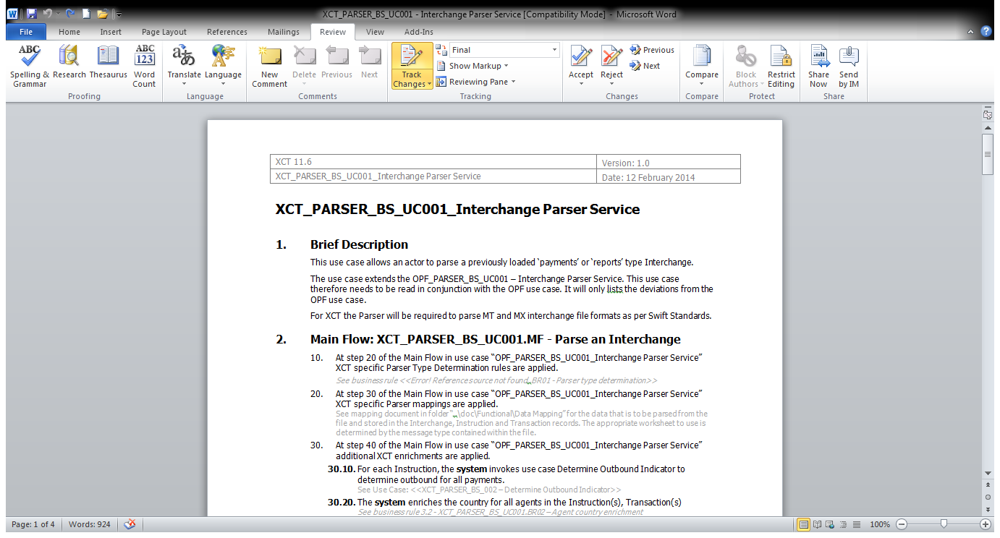 XCT_PARSER_BS_UC001 - Interchange Parser Service [Compatibility Mode] - Microsoft Word
File Home Insert Page Layout References Mailings Review View Add-Ins
ABC Spelling & Grammar
Research
Thesaurus
ABC 123 Word Count
Translate
Language
New Comment
Delete
Previous
Next
Track Changes
Final
Show Markup
Reviewing Pane
Accept
Reject
Previous
Next
Compare
Block Authors
Restrict Editing
Share Now
Send by IM
Proofing Language Comments Tracking Changes Compare Protect Share
XCT 11.6 Version: 1.0
XCT_PARSER_BS_UC001_Interchange Parser Service Date: 12 February 2014
XCT_PARSER_BS_UC001_Interchange Parser Service
1. Brief Description
This use case allows an actor to parse a previously loaded ‘payments’ or ‘reports’ type Interchange.
The use case extends the OPF_PARSER_BS_UC001 – Interchange Parser Service. This use case
therefore needs to be read in conjunction with the OPF use case. It will only lists the deviations from the
OPF use case.
For XCT the Parser will be required to parse MT and MX interchange file formats as per Swift Standards.
2. Main Flow: XCT_PARSER_BS_UC001.MF - Parse an Interchange
10. At step 20 of the Main Flow in use case “OPF_PARSER_BS_UC001_Interchange Parser Service”
XCT specific Parser Type Determination rules are applied.
See business rule <<Error! Reference source not found..BR01 - Parser type determination>>
20. At step 30 of the Main Flow in use case “OPF_PARSER_BS_UC001_Interchange Parser Service”
XCT specific Parser mappings are applied.
See mapping document in folder “..\doc\Functional\Data Mapping” for the data that is to be parsed from the
file and stored in the Interchange, Instruction and Transaction records. The appropriate worksheet to use is
determined by the message type contained within the file.
30. At step 40 of the Main Flow in use case “OPF_PARSER_BS_UC001_Interchange Parser Service”
additional XCT enrichments are applied.
30.10. For each Instruction, the system invokes use case Determine Outbound Indicator to
determine outbound for all payments.
See Use Case: <<XCT_PARSER_BS_002 – Determine Outbound Indicator>>
30.20. The system enriches the country for all agents in the Instruction(s), Transaction(s)
See business rule 3.2 - XCT_PARSER_BS_UC001.BR02 – Agent country enrichment
Page: 1 of 4 Words: 924 100%